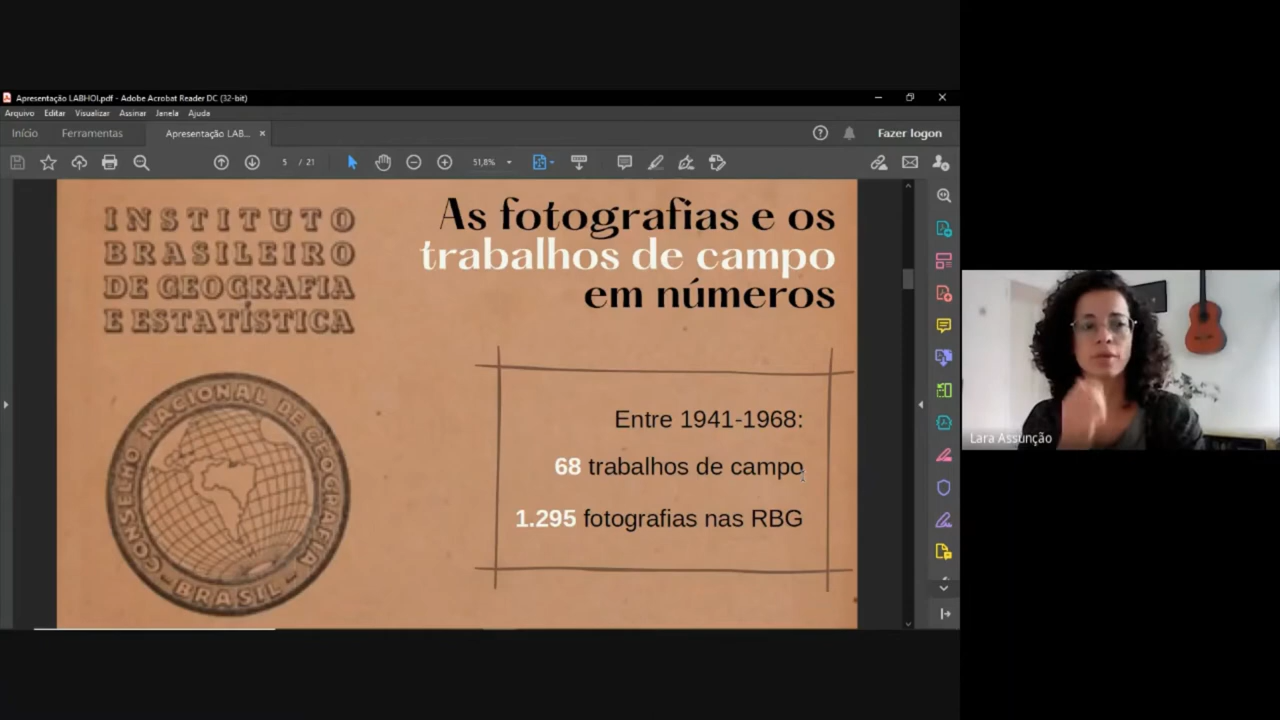 Apresentação LABHOI.pdf - Adobe Acrobat Reader DC (32-bit)
Arquivo Editar Visualizar Assinar Janela Ajuda
Início Ferramentas Apresentação LAB... Fazer logon
5 / 21 51,8%
INSTITUTO
BRASILEIRO
DE GEOGRAFIA
E ESTATÍSTICA
As fotografias e os
trabalhos de campo
em números
CONSELHO NACIONAL DE GEOGRAFIA
- BRASIL -
Entre 1941-1968:
68 trabalhos de campo
1.295 fotografias nas RBG
Lara Assunção